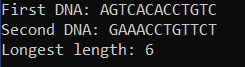 First DNA: AGTCACACCTGTC
Second DNA: GAAACCTGTTCT
Longest length: 6